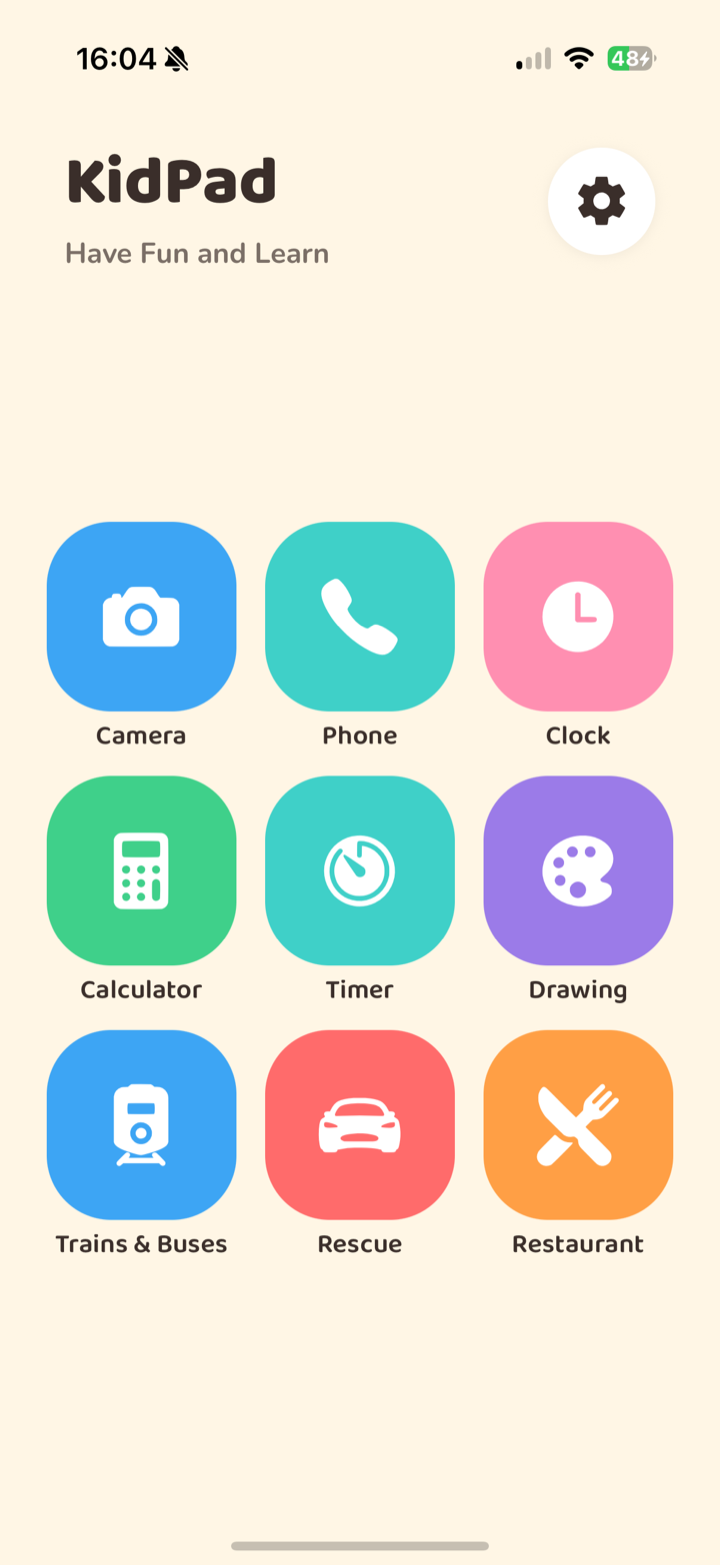 16:04
48
KidPad
Have Fun and Learn
Camera
Phone
Clock
Calculator
Timer
Drawing
Trains & Buses
Rescue
Restaurant